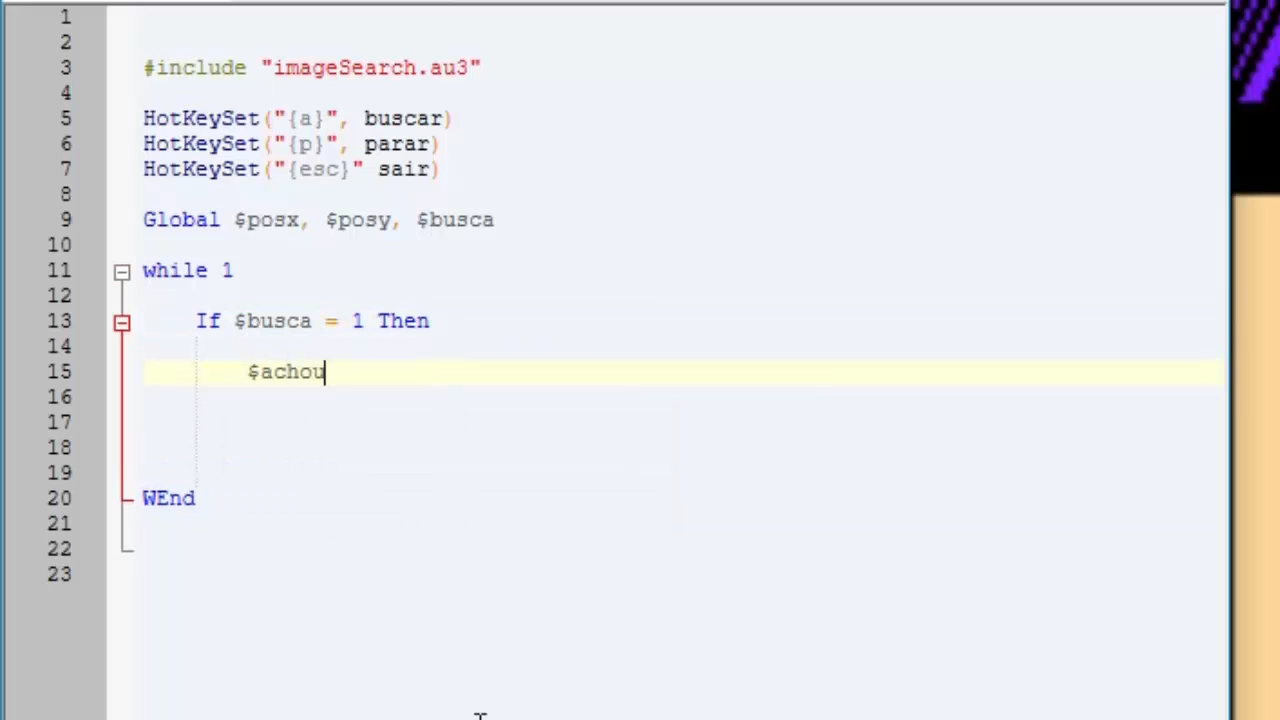 1
2
3 #include "imageSearch.au3"
4
5 HotKeySet("{a}", buscar)
6 HotKeySet("{p}", parar)
7 HotKeySet("{esc}" sair)
8
9 Global $posx, $posy, $busca
10
11 while 1
12
13 If $busca = 1 Then
14
15 $achou
16
17
18
19
20 WEnd
21
22
23